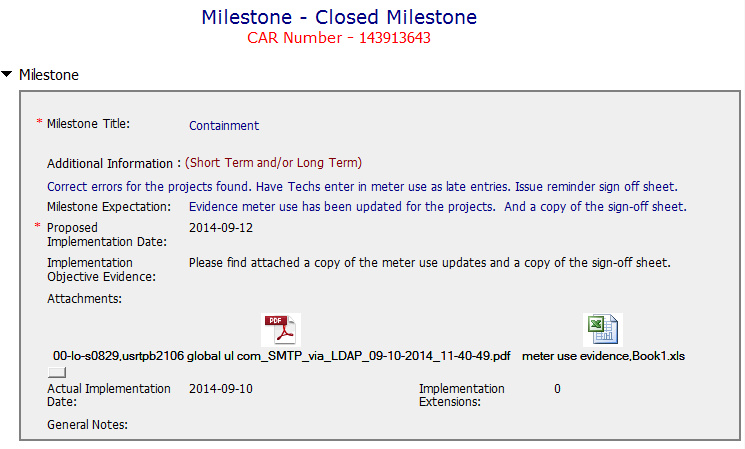 Milestone - Closed Milestone
CAR Number - 143913643
Milestone
* Milestone Title: Containment
Additional Information : (Short Term and/or Long Term)
Correct errors for the projects found. Have Techs enter in meter use as late entries. Issue reminder sign off sheet.
Milestone Expectation: Evidence meter use has been updated for the projects. And a copy of the sign-off sheet.
* Proposed 2014-09-12
Implementation Date:
Implementation Please find attached a copy of the meter use updates and a copy of the sign-off sheet.
Objective Evidence:
Attachments:
PDF
00-lo-s0829,usrtpb2106 global ul com_SMTP_via_LDAP_09-10-2014_11-40-49.pdf meter use evidence,Book1.xls
Actual Implementation 2014-09-10 Implementation 0
Date: Extensions:
General Notes: